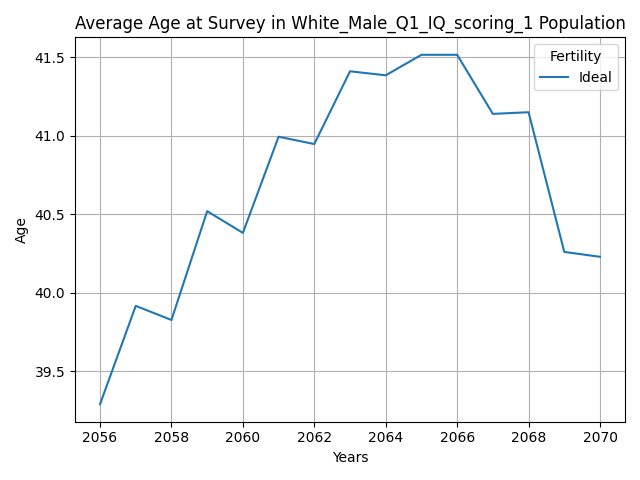 Average Age at Survey in White_Male_Q1_IQ_scoring_1 Population
Fertility
Ideal
41.5
41.0
40.5
40.0
39.5
Age
2056 2058 2060 2062 2064 2066 2068 2070
Years